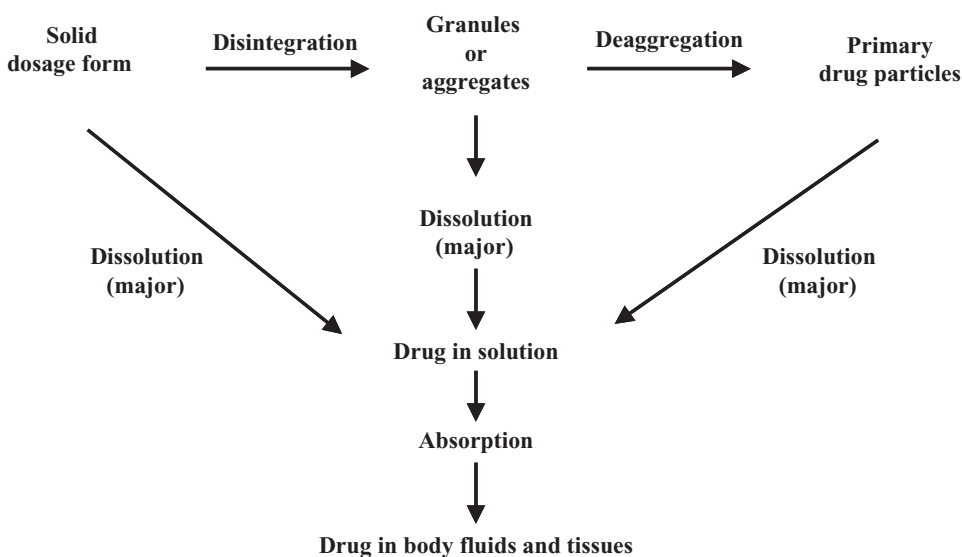 Solid
dosage form
Disintegration
Granules
or
aggregates
Deaggregation
Primary
drug particles
Dissolution
(major)
Dissolution
(major)
Dissolution
(major)
Drug in solution
Absorption
Drug in body fluids and tissues